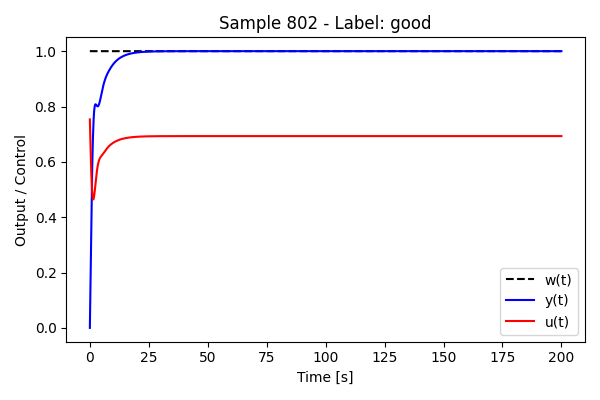 Sample 802 - Label: good
Output / Control
1.0
0.8
0.6
0.4
0.2
0.0
w(t)
y(t)
u(t)
0 25 50 75 100 125 150 175 200
Time [s]